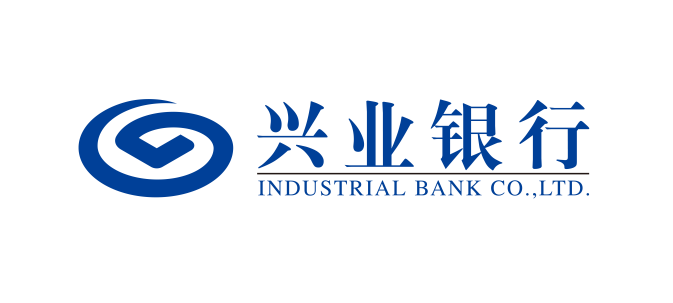 兴业银行
INDUSTRIAL BANK CO.,LTD.